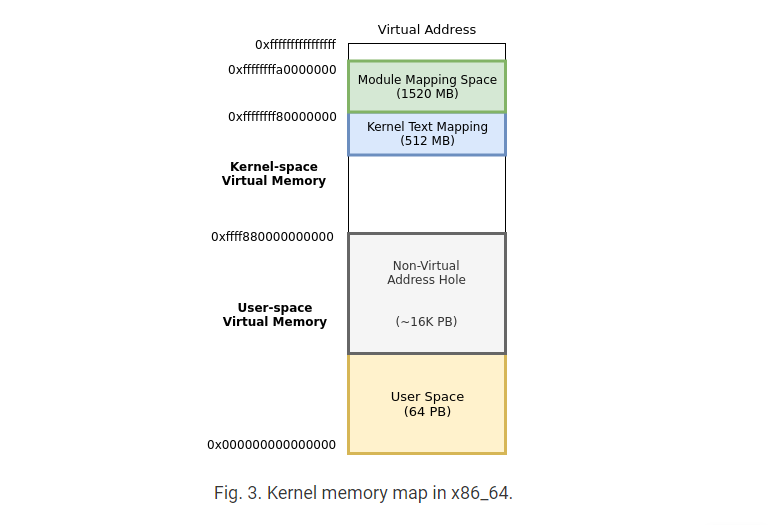 Virtual Address
0xffffffffffffffff
0xffffffffa0000000
Module Mapping Space
(1520 MB)
0xffffffff80000000
Kernel Text Mapping
(512 MB)
Kernel-space
Virtual Memory
0xffff880000000000
Non-Virtual
Address Hole
(~16K PB)
User-space
Virtual Memory
User Space
(64 PB)
0x000000000000000
Fig. 3. Kernel memory map in x86_64.